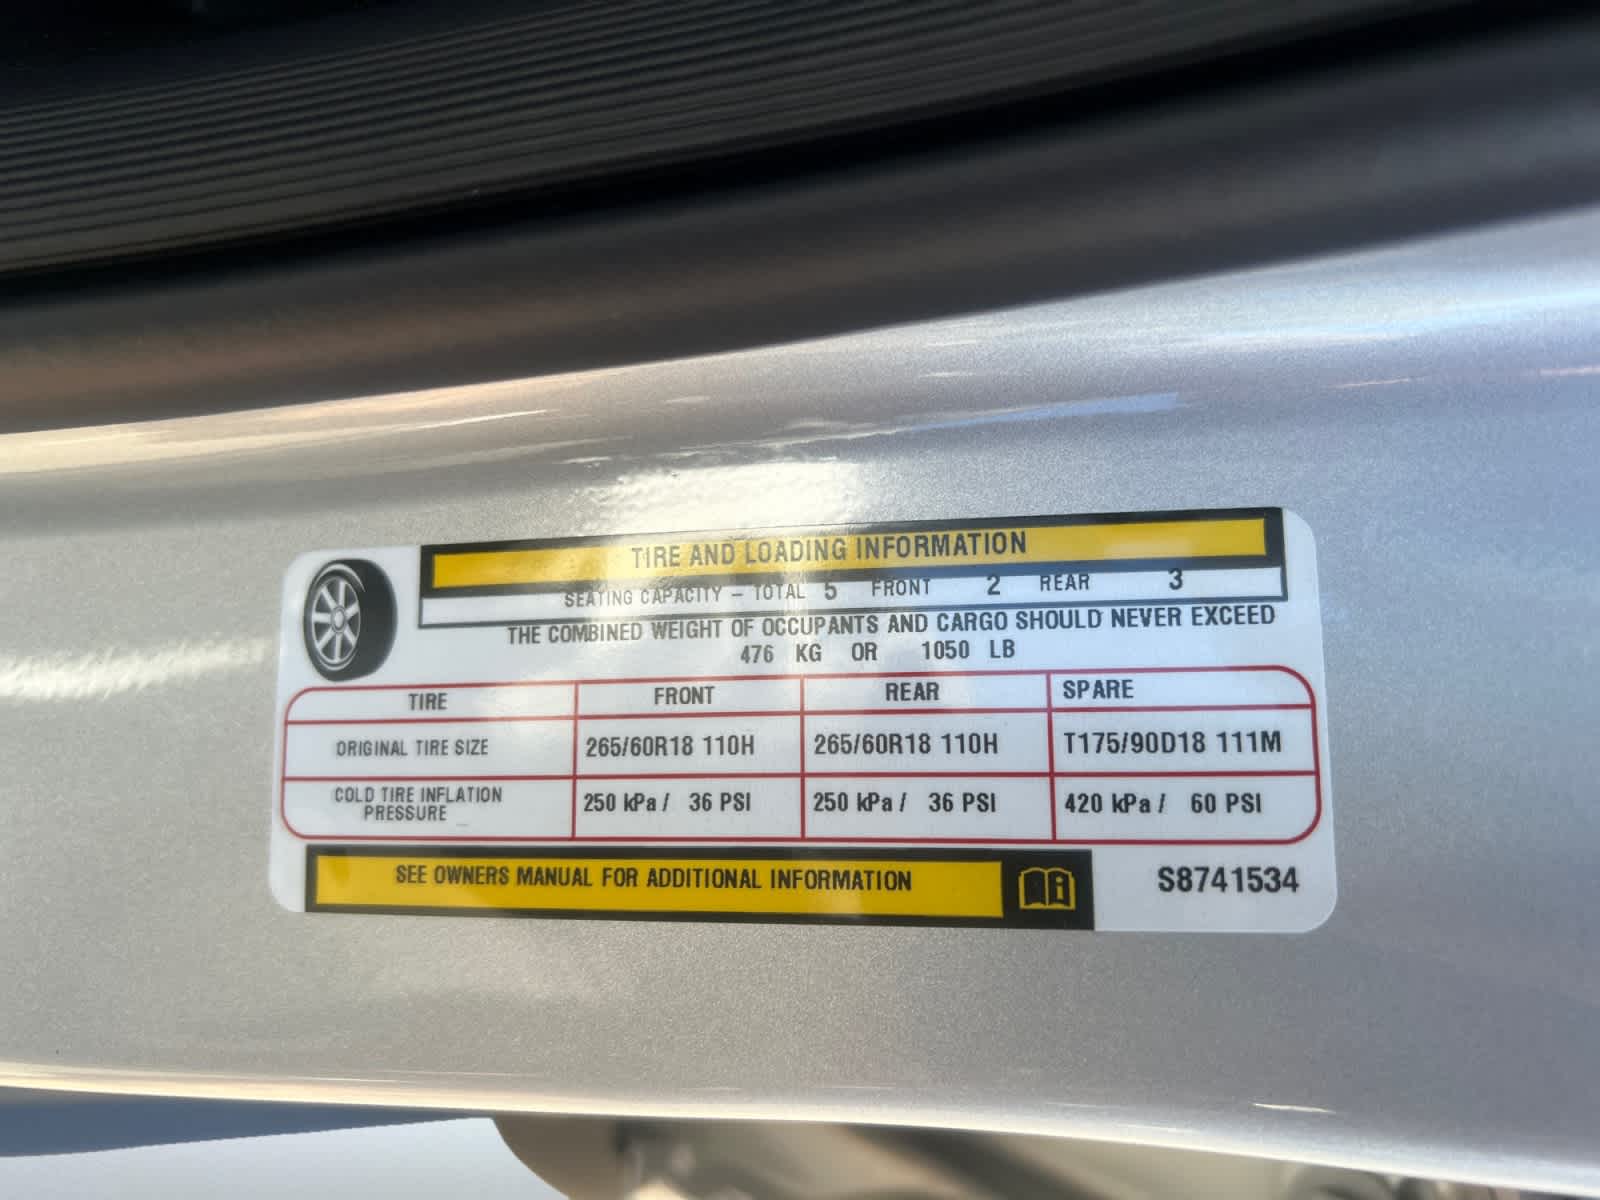 TIRE AND LOADING INFORMATION
SEATING CAPACITY – TOTAL 5 FRONT 2 REAR 3
THE COMBINED WEIGHT OF OCCUPANTS AND CARGO SHOULD NEVER EXCEED
476 KG OR 1050 LB
TIRE FRONT REAR SPARE
ORIGINAL TIRE SIZE 265/60R18 110H 265/60R18 110H T175/90D18 111M
COLD TIRE INFLATION
PRESSURE 250 kPa / 36 PSI 250 kPa / 36 PSI 420 kPa / 60 PSI
SEE OWNERS MANUAL FOR ADDITIONAL INFORMATION
S8741534